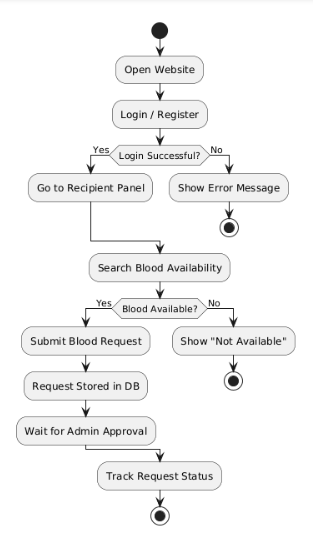 Open Website
Login / Register
Yes
Login Successful?
No
Go to Recipient Panel
Show Error Message
Search Blood Availability
Yes
Blood Available?
No
Submit Blood Request
Show "Not Available"
Request Stored in DB
Wait for Admin Approval
Track Request Status